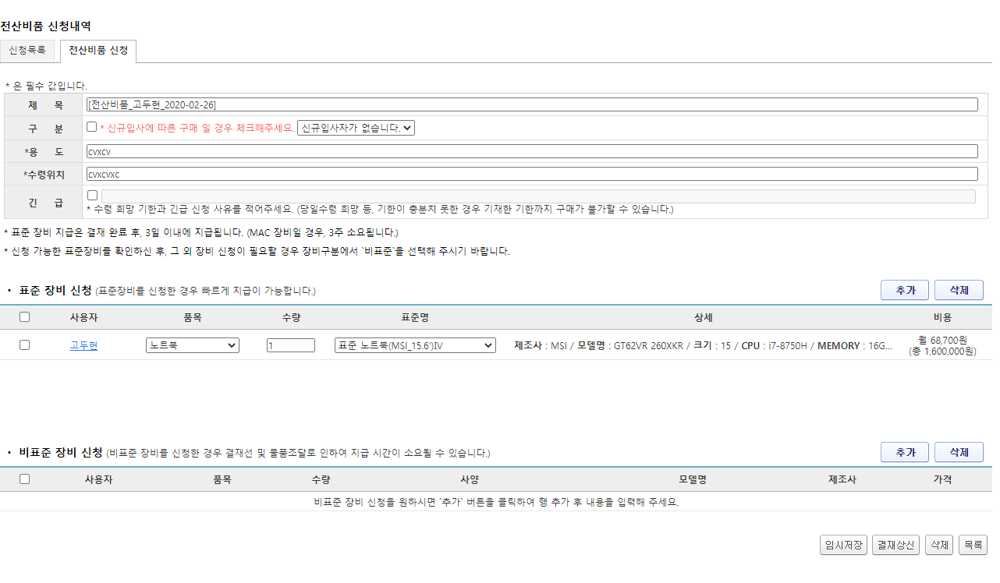 전산비품 신청내역
신청목록 전산비품 신청
* 은 필수 값입니다.
제 목 [전산비품_고두현_2020-02-26]
구 분 * 신규입사에 따른 구매 일 경우 체크해주세요. 신규입사자가 없습니다.
*용 도 cvxcv
*수령위치 cvxcvxc
긴 급
* 수령 희망 기한과 긴급 신청 사유를 적어주세요. (당일수령 희망 등, 기한이 충분치 못한 경우 기재한 기한까지 구매가 불가할 수 있습니다.)
* 표준 장비 지급은 결재 완료 후, 3일 이내에 지급됩니다. (MAC 장비일 경우, 3주 소요됩니다.)
* 신청 가능한 표준장비를 확인하신 후, 그 외 장비 신청이 필요할 경우 장비구분에서 `비표준`을 선택해 주시기 바랍니다.
• 표준 장비 신청 (표준장비를 신청한 경우 빠르게 지급이 가능합니다.) 추가 삭제
사용자 품목 수량 표준명 상세 비용
고두현 노트북 1 표준 노트북(MSI_15.6')IV 제조사 : MSI / 모델명 : GT62VR 260XKR / 크기 : 15 / CPU : i7-8750H / MEMORY : 16G... 월 68,700원
(총 1,600,000원)
• 비표준 장비 신청 (비표준 장비를 신청한 경우 결재선 및 물품조달로 인하여 지급 시간이 소요될 수 있습니다.) 추가 삭제
사용자 품목 수량 사양 모델명 제조사 가격
비표준 장비 신청을 원하시면 `추가` 버튼을 클릭하여 행 추가 후 내용을 입력해 주세요.
임시저장 결재상신 삭제 목록